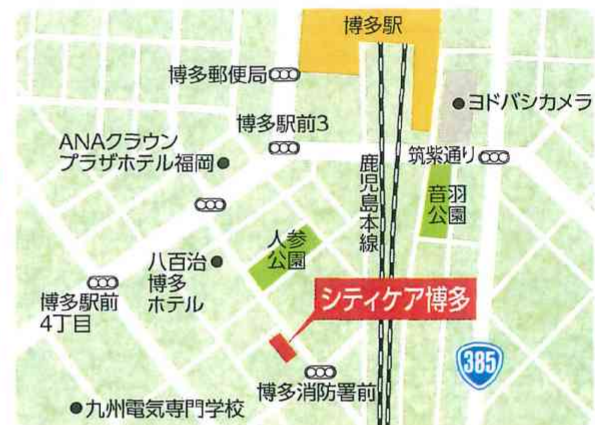 博多駅
博多郵便局
ヨドバシカメラ
博多駅前3
ANAクラウン
プラザホテル福岡
筑紫通り
鹿児島本線
音羽
公園
人参
公園
八百治
博多
ホテル
シティケア博多
博多駅前
4丁目
385
博多消防署前
九州電気専門学校